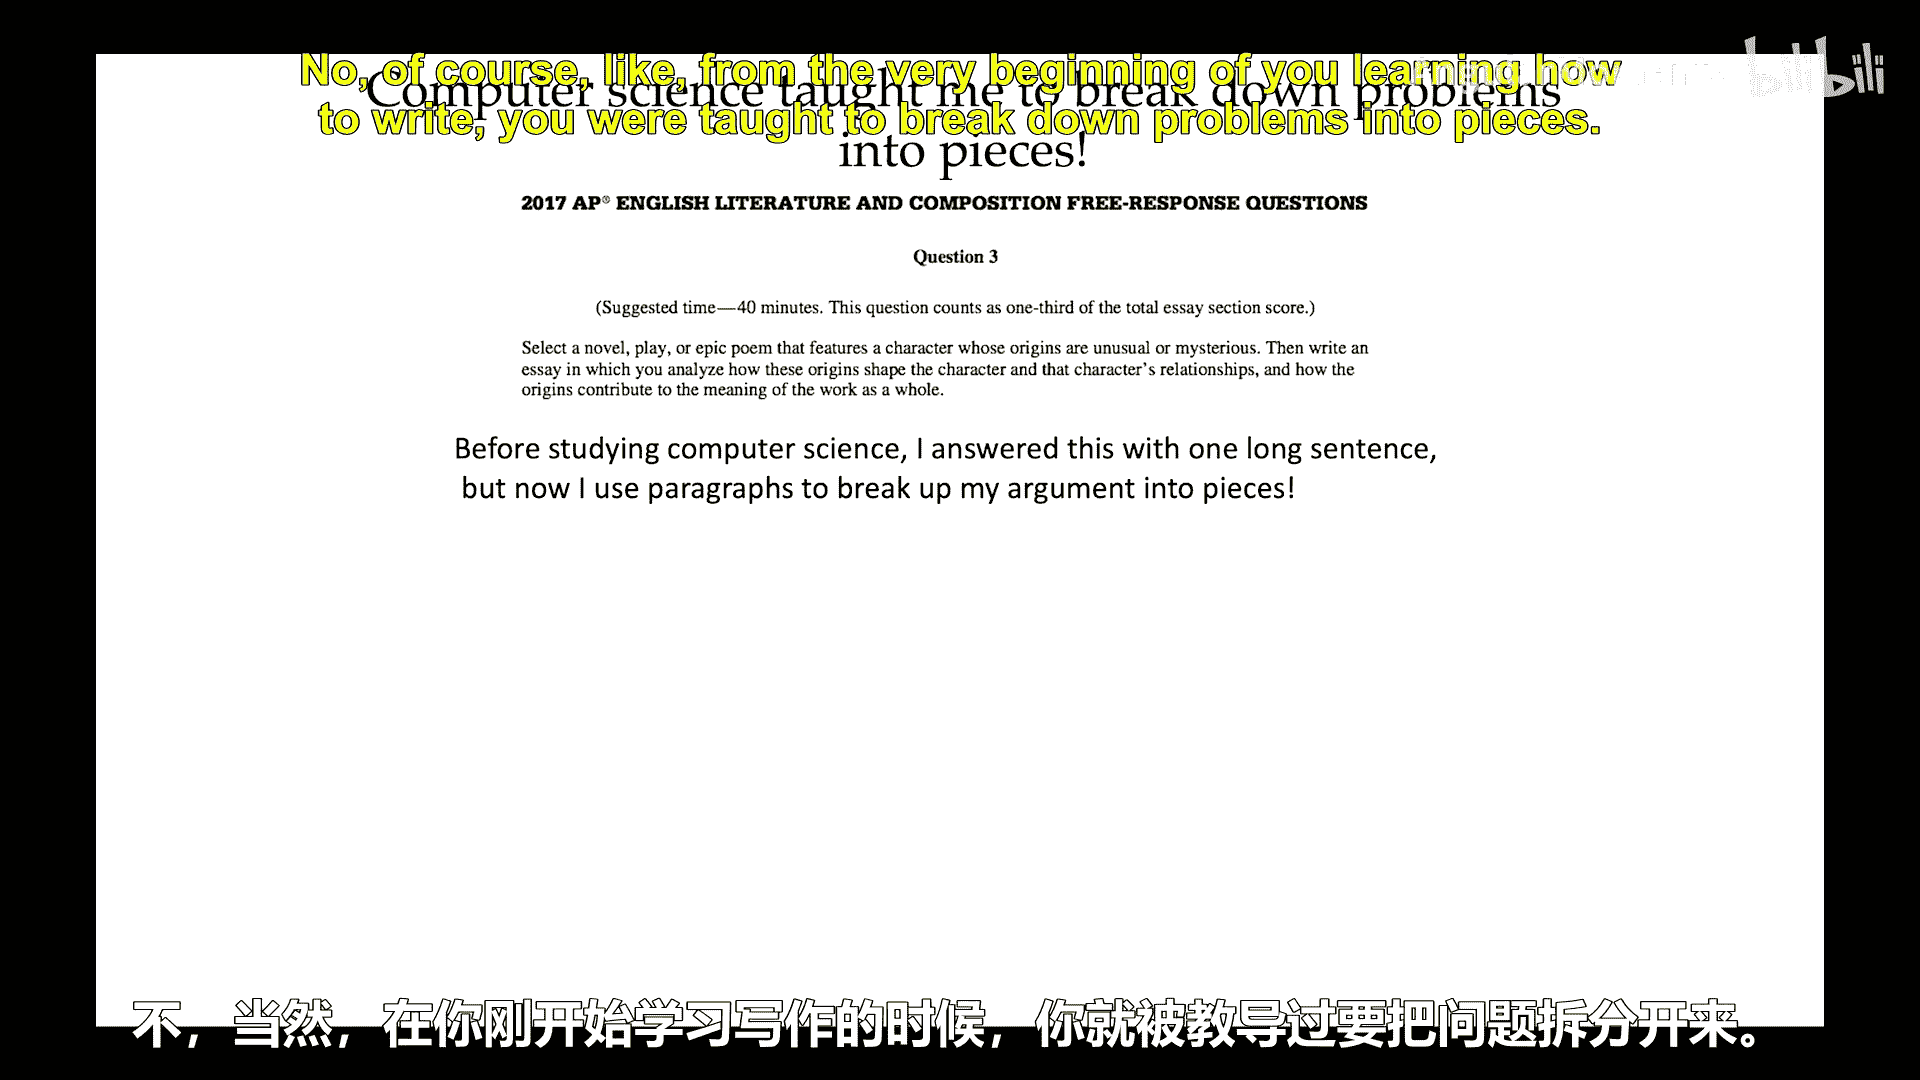 No, of course, like, from the very beginning of you learning how
to write, you were taught to break down problems into pieces.
Computer science taught me to break down problems
into pieces!
bilibili
2017 AP® ENGLISH LITERATURE AND COMPOSITION FREE-RESPONSE QUESTIONS
Question 3
(Suggested time—40 minutes. This question counts as one-third of the total essay section score.)
Select a novel, play, or epic poem that features a character whose origins are unusual or mysterious. Then write an
essay in which you analyze how these origins shape the character and that character's relationships, and how the
origins contribute to the meaning of the work as a whole.
Before studying computer science, I answered this with one long sentence,
but now I use paragraphs to break up my argument into pieces!
不，当然，在你刚开始学习写作的时候，你就被教导过要把问题拆分开来。